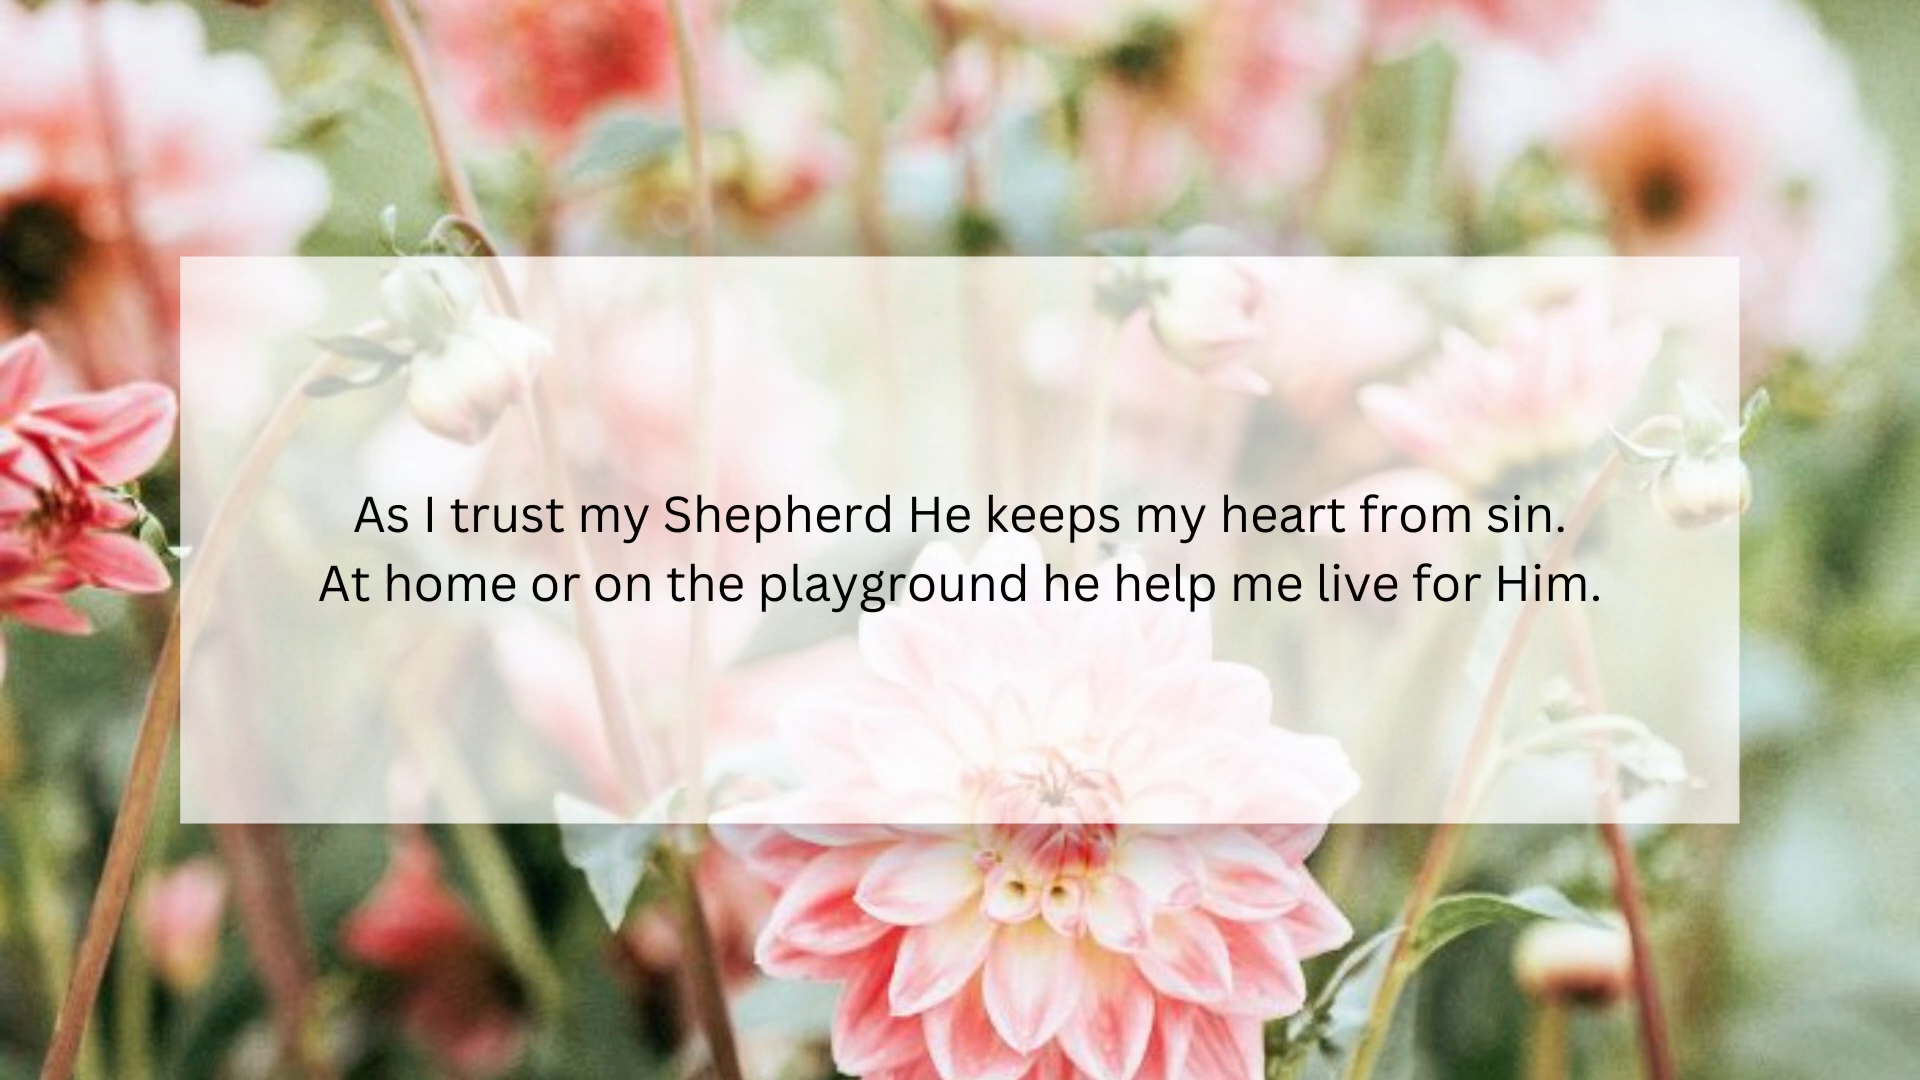 As I trust my Shepherd He keeps my heart from sin.
At home or on the playground he help me live for Him.